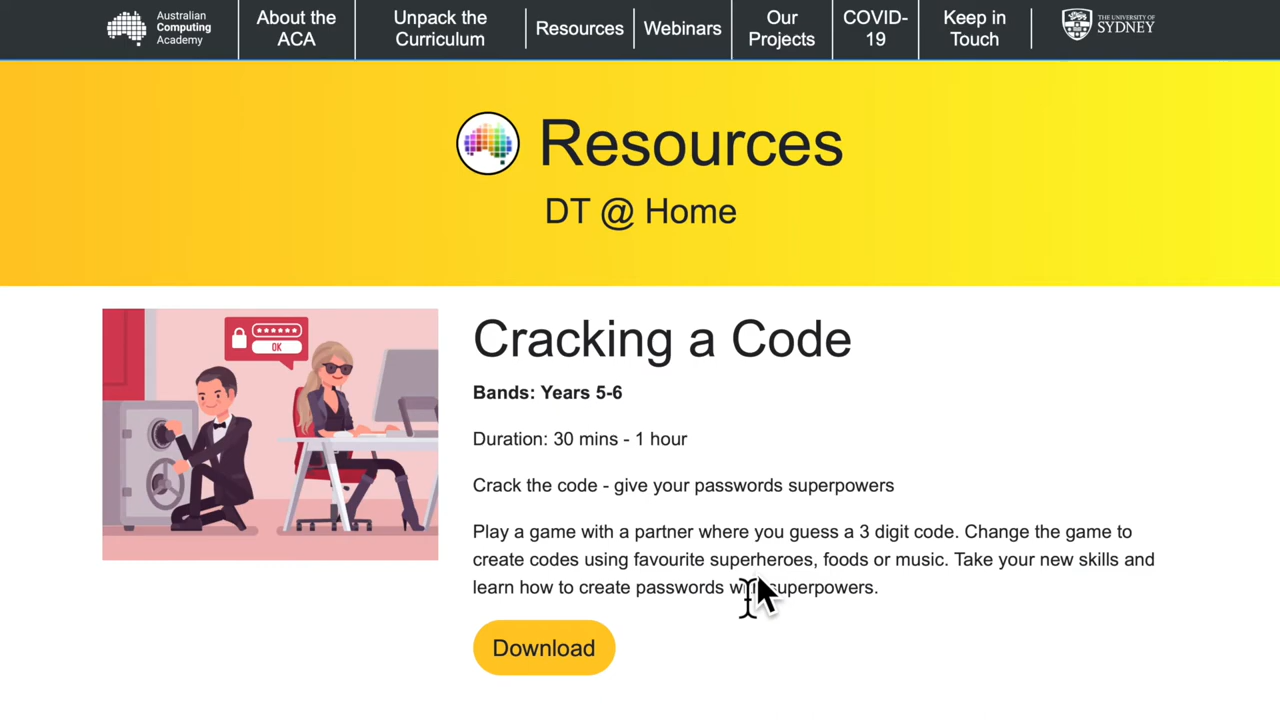 Australian
Computing
Academy
About the
ACA
Unpack the
Curriculum
Resources
Webinars
Our
Projects
COVID-
19
Keep in
Touch
THE UNIVERSITY OF
SYDNEY
Resources
DT @ Home
******
OK
Cracking a Code
Bands: Years 5-6
Duration: 30 mins - 1 hour
Crack the code - give your passwords superpowers
Play a game with a partner where you guess a 3 digit code. Change the game to
create codes using favourite superheroes, foods or music. Take your new skills and
learn how to create passwords with superpowers.
Download